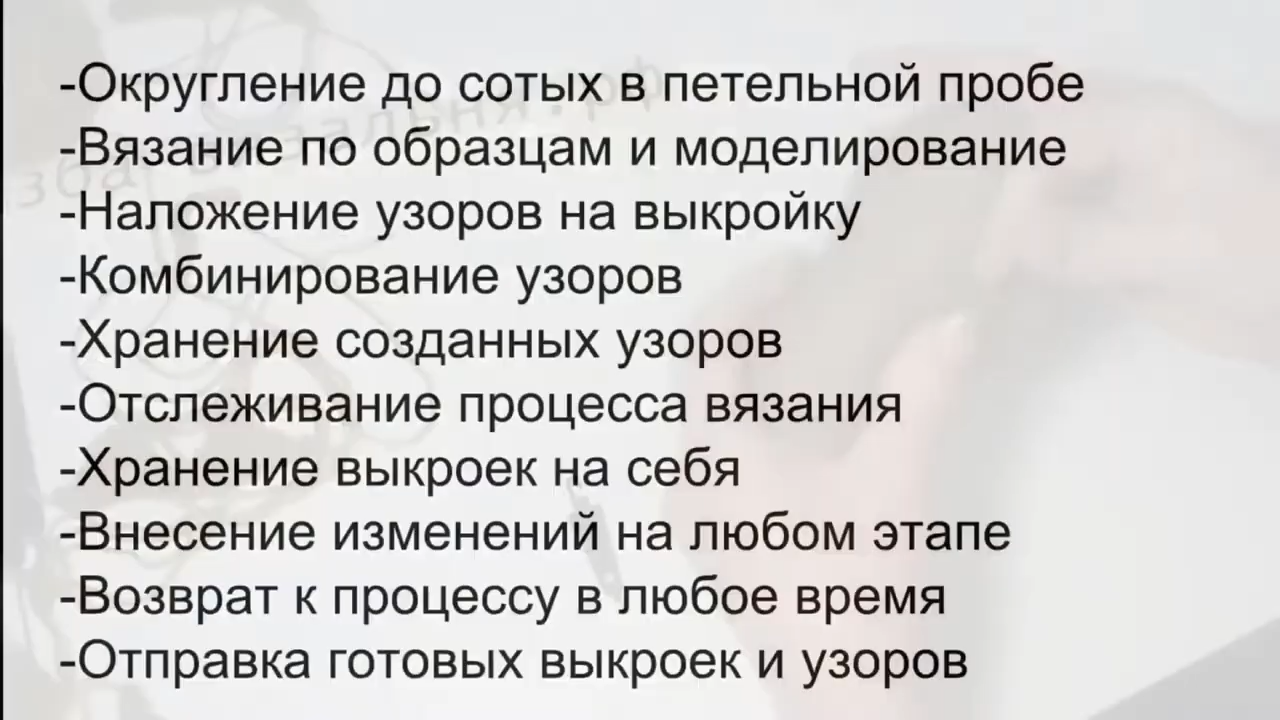 -Округление до сотых в петельной пробе
-Вязание по образцам и моделирование
-Наложение узоров на выкройку
-Комбинирование узоров
-Хранение созданных узоров
-Отслеживание процесса вязания
-Хранение выкроек на себя
-Внесение изменений на любом этапе
-Возврат к процессу в любое время
-Отправка готовых выкроек и узоров